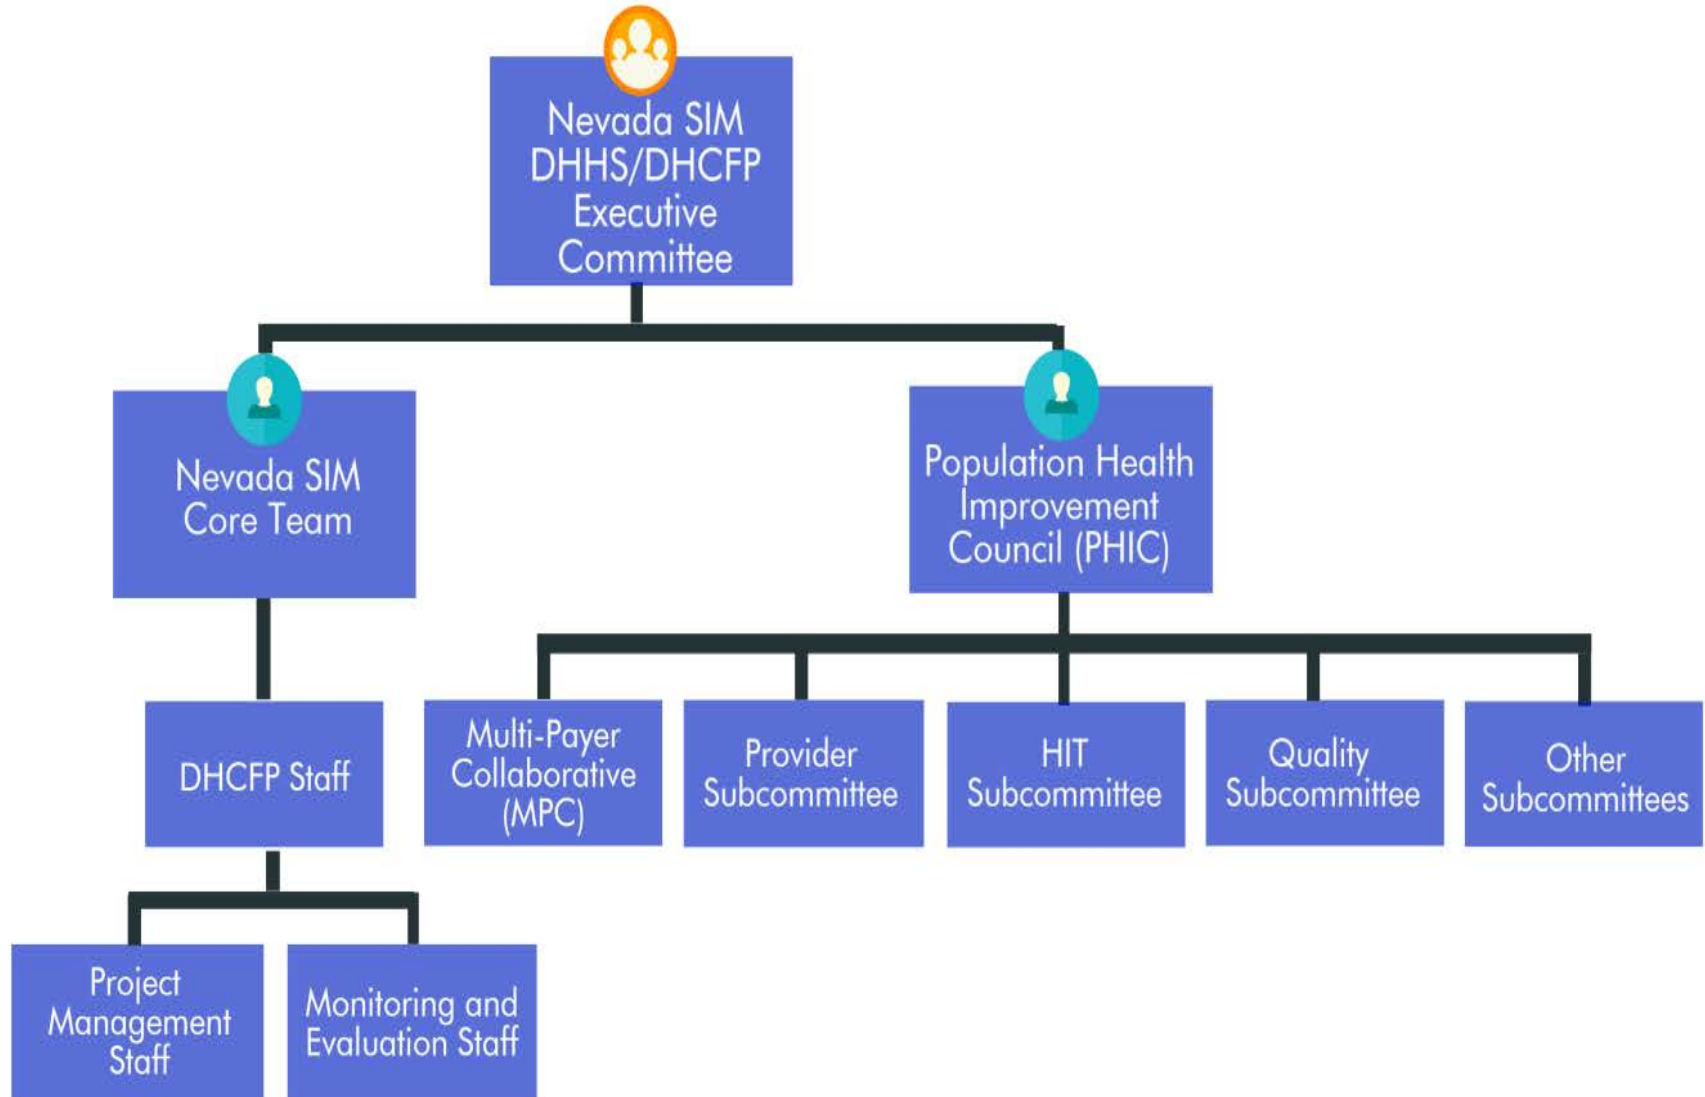 Nevada SIM
DHHS/DHCFP
Executive
Committee
Nevada SIM
Core Team
Population Health
Improvement
Council (PHIC)
DHCFP Staff
Multi-Payer
Collaborative
(MPC)
Provider
Subcommittee
HIT
Subcommittee
Quality
Subcommittee
Other
Subcommittees
Project
Management
Staff
Monitoring and
Evaluation Staff